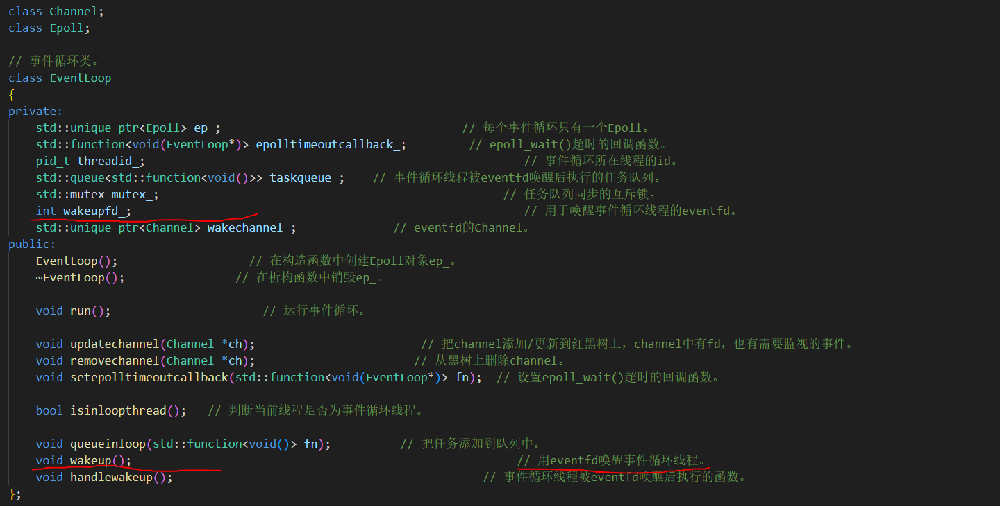 class Channel;
class Epoll;
// 事件循环类。
class EventLoop
{
private:
std::unique_ptr<Epoll> ep_; // 每个事件循环只有一个Epoll。
std::function<void(EventLoop*)> epolltimeoutcallback_; // epoll_wait()超时的回调函数。
pid_t threadid_; // 事件循环所在线程的id。
std::queue<std::function<void()>> taskqueue_; // 事件循环线程被eventfd唤醒后执行的任务队列。
std::mutex mutex_; // 任务队列同步的互斥锁。
int wakeupfd_; // 用于唤醒事件循环线程的eventfd。
std::unique_ptr<Channel> wakechannel_; // eventfd的Channel。
public:
EventLoop(); // 在构造函数中创建Epoll对象ep_。
~EventLoop(); // 在析构函数中销毁ep_。
void run(); // 运行事件循环。
void updatechannel(Channel *ch); // 把channel添加/更新到红黑树上，channel中有fd，也有需要监视的事件。
void removechannel(Channel *ch); // 从黑树上删除channel。
void setepolltimeoutcallback(std::function<void(EventLoop*)> fn); // 设置epoll_wait()超时的回调函数。
bool isinloopthread(); // 判断当前线程是否为事件循环线程。
void queueinloop(std::function<void()> fn); // 把任务添加到队列中。
void wakeup(); // 用eventfd唤醒事件循环线程。
void handlewakeup(); // 事件循环线程被eventfd唤醒后执行的函数。
};